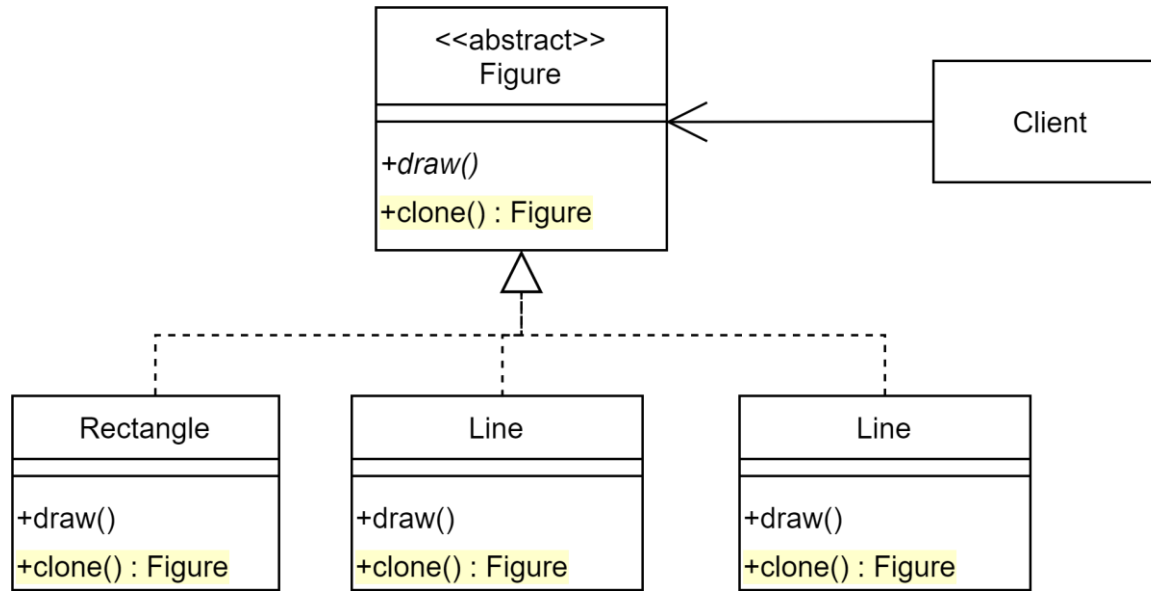 <<abstract>>
Figure
+draw()
+clone() : Figure
Client
Rectangle
+draw()
+clone() : Figure
Line
+draw()
+clone() : Figure
Line
+draw()
+clone() : Figure